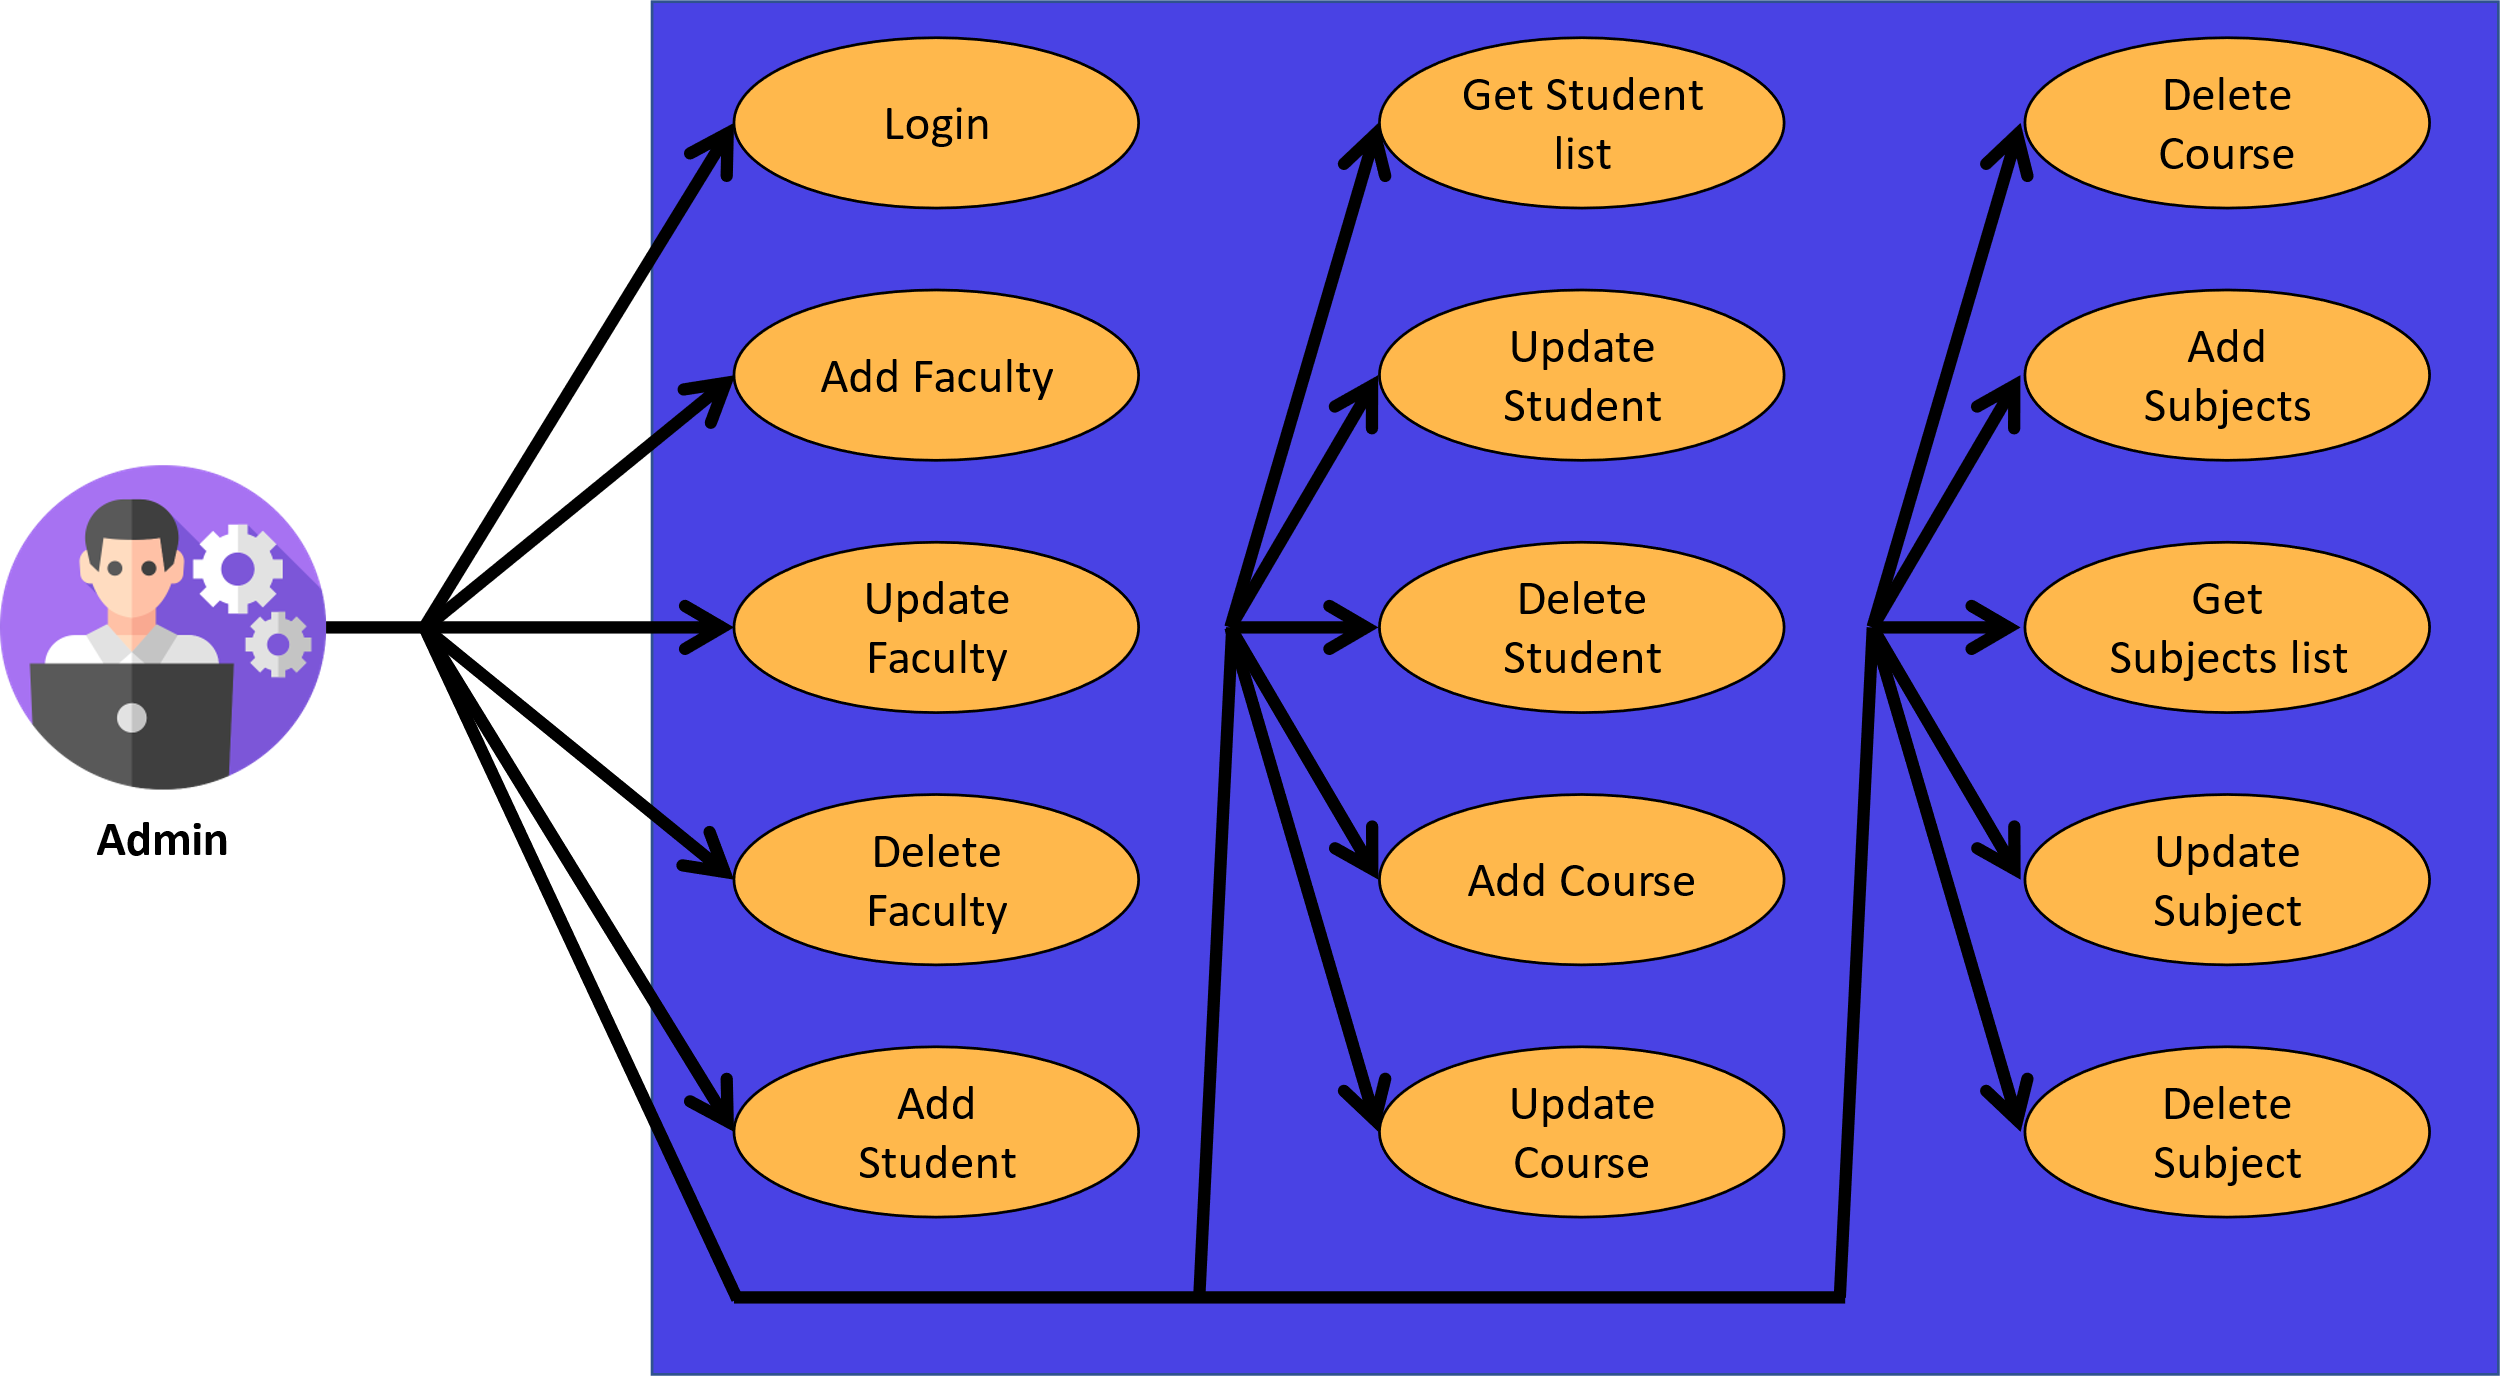 Admin
Login
Add Faculty
Update
Faculty
Delete
Faculty
Add
Student
Get Student
list
Update
Student
Delete
Student
Add Course
Update
Course
Delete
Course
Add
Subjects
Get
Subjects list
Update
Subject
Delete
Subject